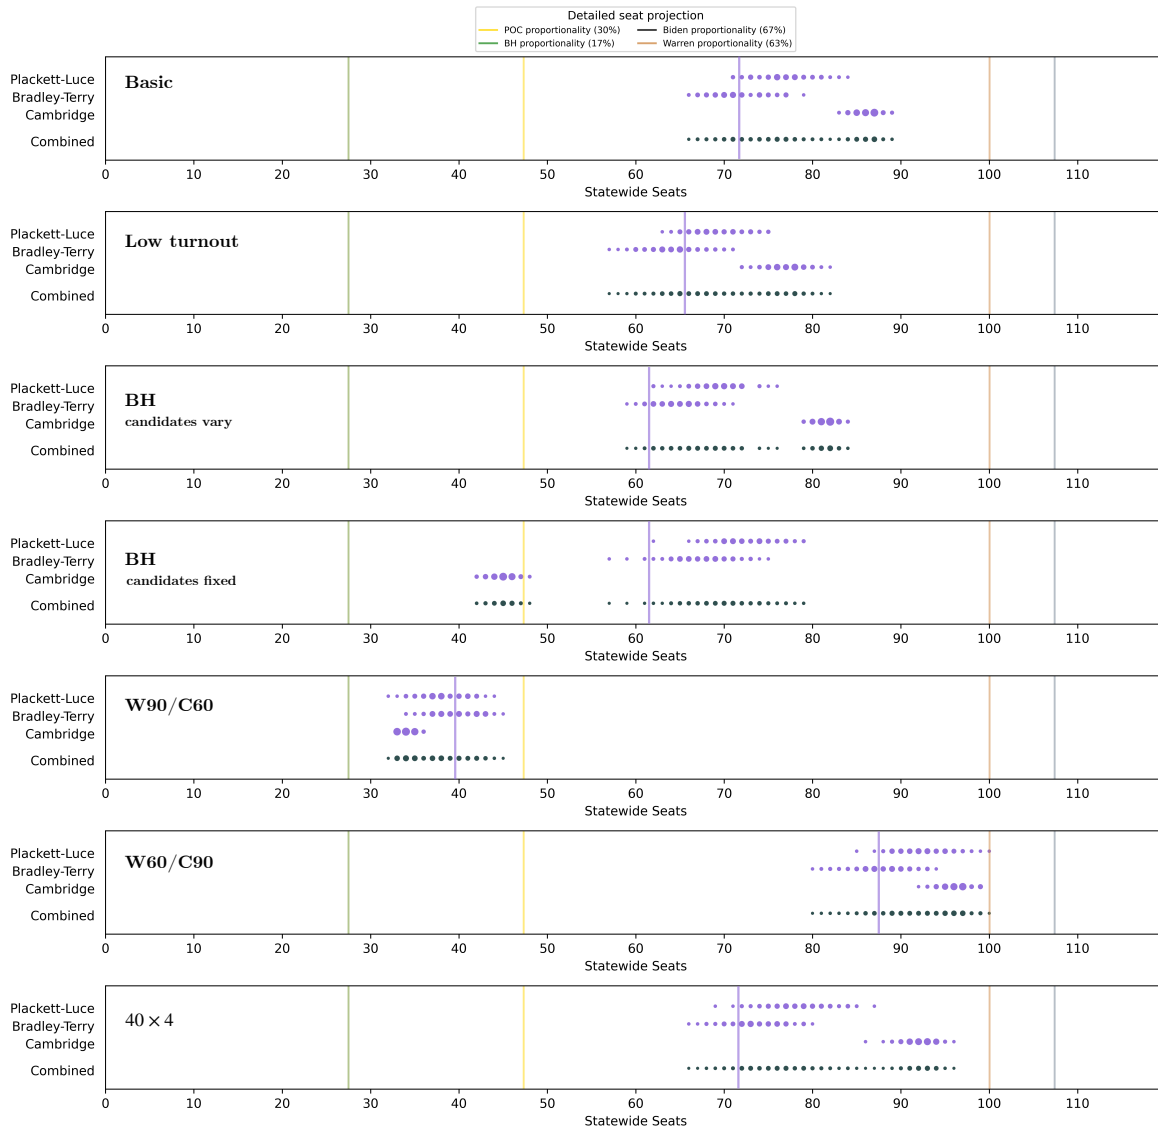 Detailed seat projection
POC proportionality (30%) Biden proportionality (67%)
BH proportionality (17%) Warren proportionality (63%)
Basic
Plackett-Luce
Bradley-Terry
Cambridge
Combined
0 10 20 30 40 50 60 70 80 90 100 110
Statewide Seats
Low turnout
Plackett-Luce
Bradley-Terry
Cambridge
Combined
0 10 20 30 40 50 60 70 80 90 100 110
Statewide Seats
BH
candidates vary
Plackett-Luce
Bradley-Terry
Cambridge
Combined
0 10 20 30 40 50 60 70 80 90 100 110
Statewide Seats
BH
candidates fixed
Plackett-Luce
Bradley-Terry
Cambridge
Combined
0 10 20 30 40 50 60 70 80 90 100 110
Statewide Seats
W90/C60
Plackett-Luce
Bradley-Terry
Cambridge
Combined
0 10 20 30 40 50 60 70 80 90 100 110
Statewide Seats
W60/C90
Plackett-Luce
Bradley-Terry
Cambridge
Combined
0 10 20 30 40 50 60 70 80 90 100 110
Statewide Seats
40 × 4
Plackett-Luce
Bradley-Terry
Cambridge
Combined
0 10 20 30 40 50 60 70 80 90 100 110
Statewide Seats